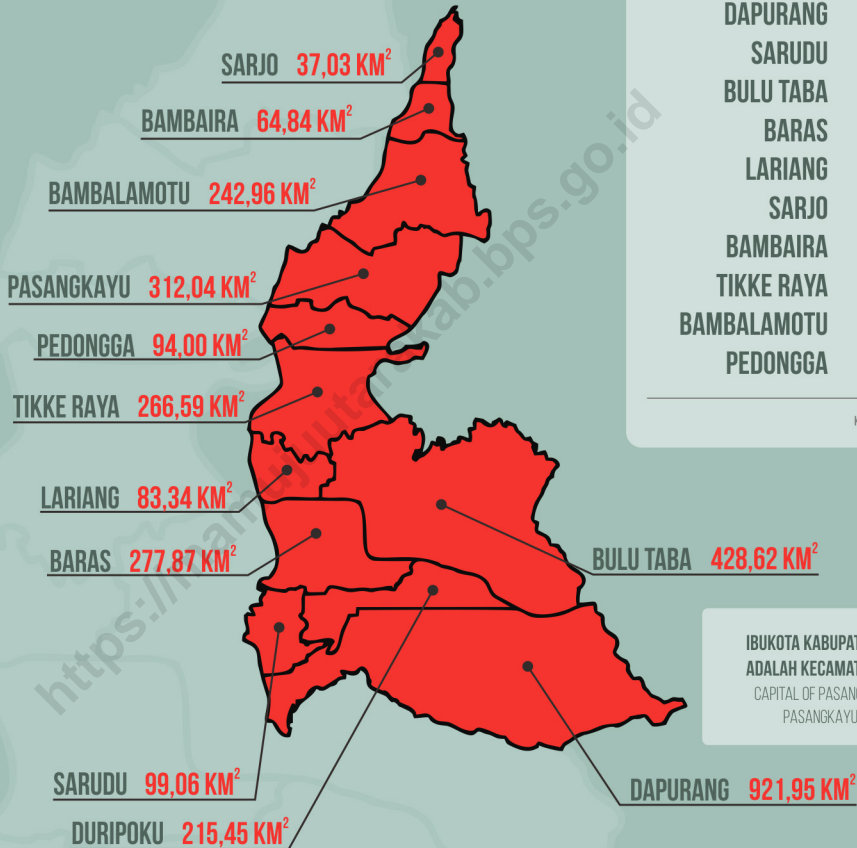 SARJO 37,03 KM²
BAMBAIRA 64,84 KM²
BAMBALAMOTU 242,96 KM²
PASANGKAYU 312,04 KM²
PEDONGGA 94,00 KM²
TIKKE RAYA 266,59 KM²
LARIANG 83,34 KM²
BARAS 277,87 KM²
BULU TABA 428,62 KM²
SARUDU 99,06 KM²
DURIPOKU 215,45 KM²
DAPURANG 921,95 KM²
DAPURANG
SARUDU
BULU TABA
BARAS
LARIANG
SARJO
BAMBAIRA
TIKKE RAYA
BAMBALAMOTU
PEDONGGA
IBUKOTA KABUPAT
ADALAH KECAMAT
CAPITAL OF PASANG
PASANGKAYU